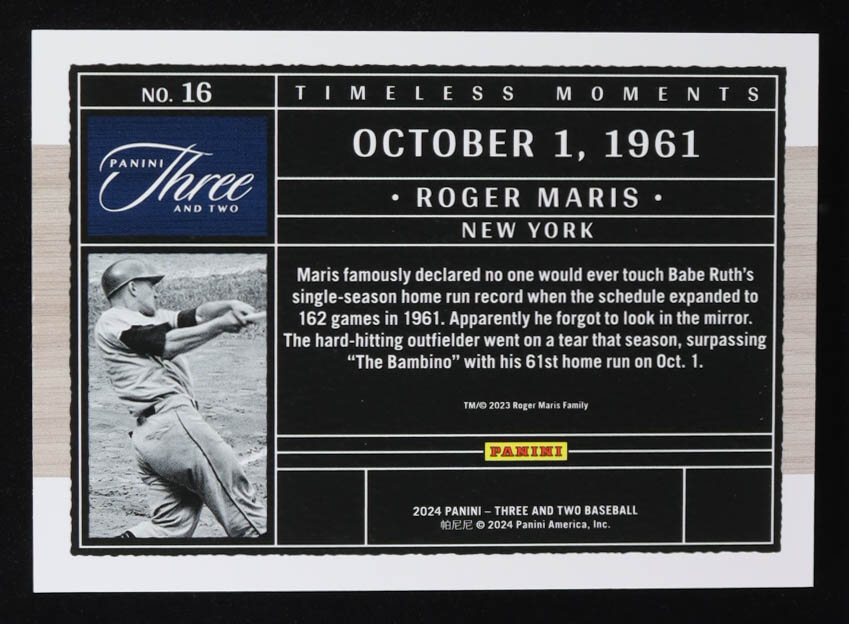 NO. 16
TIMELESS MOMENTS
PANINI
Three
AND TWO
OCTOBER 1, 1961
• ROGER MARIS •
NEW YORK
Maris famously declared no one would ever touch Babe Ruth's
single-season home run record when the schedule expanded to
162 games in 1961. Apparently he forgot to look in the mirror.
The hard-hitting outfielder went on a tear that season, surpassing
“The Bambino” with his 61st home run on Oct. 1.
TM/© 2023 Roger Maris Family
PANINI
2024 PANINI – THREE AND TWO BASEBALL
帕尼尼 © 2024 Panini America, Inc.